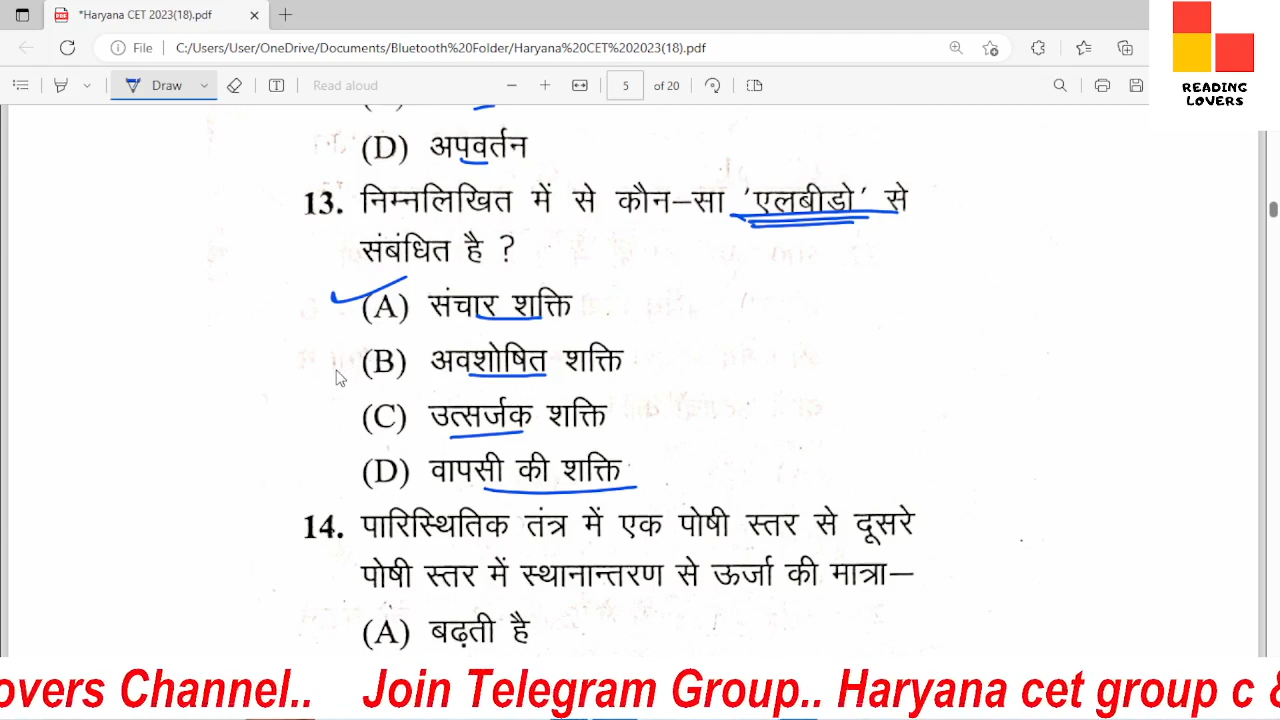 *Haryana CET 2023(18).pdf
File
C:/Users/User/OneDrive/Documents/Bluetooth%20Folder/Haryana%20CET%202023(18).pdf
READING
LOVERS
Draw
Read aloud
5
of 20
(D) अपवर्तन
13. निम्नलिखित में से कौन-सा 'एलबीडो' से
संबंधित है ?
(A) संचार शक्ति
(B) अवशोषित शक्ति
(C) उत्सर्जक शक्ति
(D) वापसी की शक्ति
14. पारिस्थितिक तंत्र में एक पोषी स्तर से दूसरे
पोषी स्तर में स्थानान्तरण से ऊर्जा की मात्रा–
(A) बढ़ती है
overs Channel.. Join Telegram Group.. Haryana cet group c &